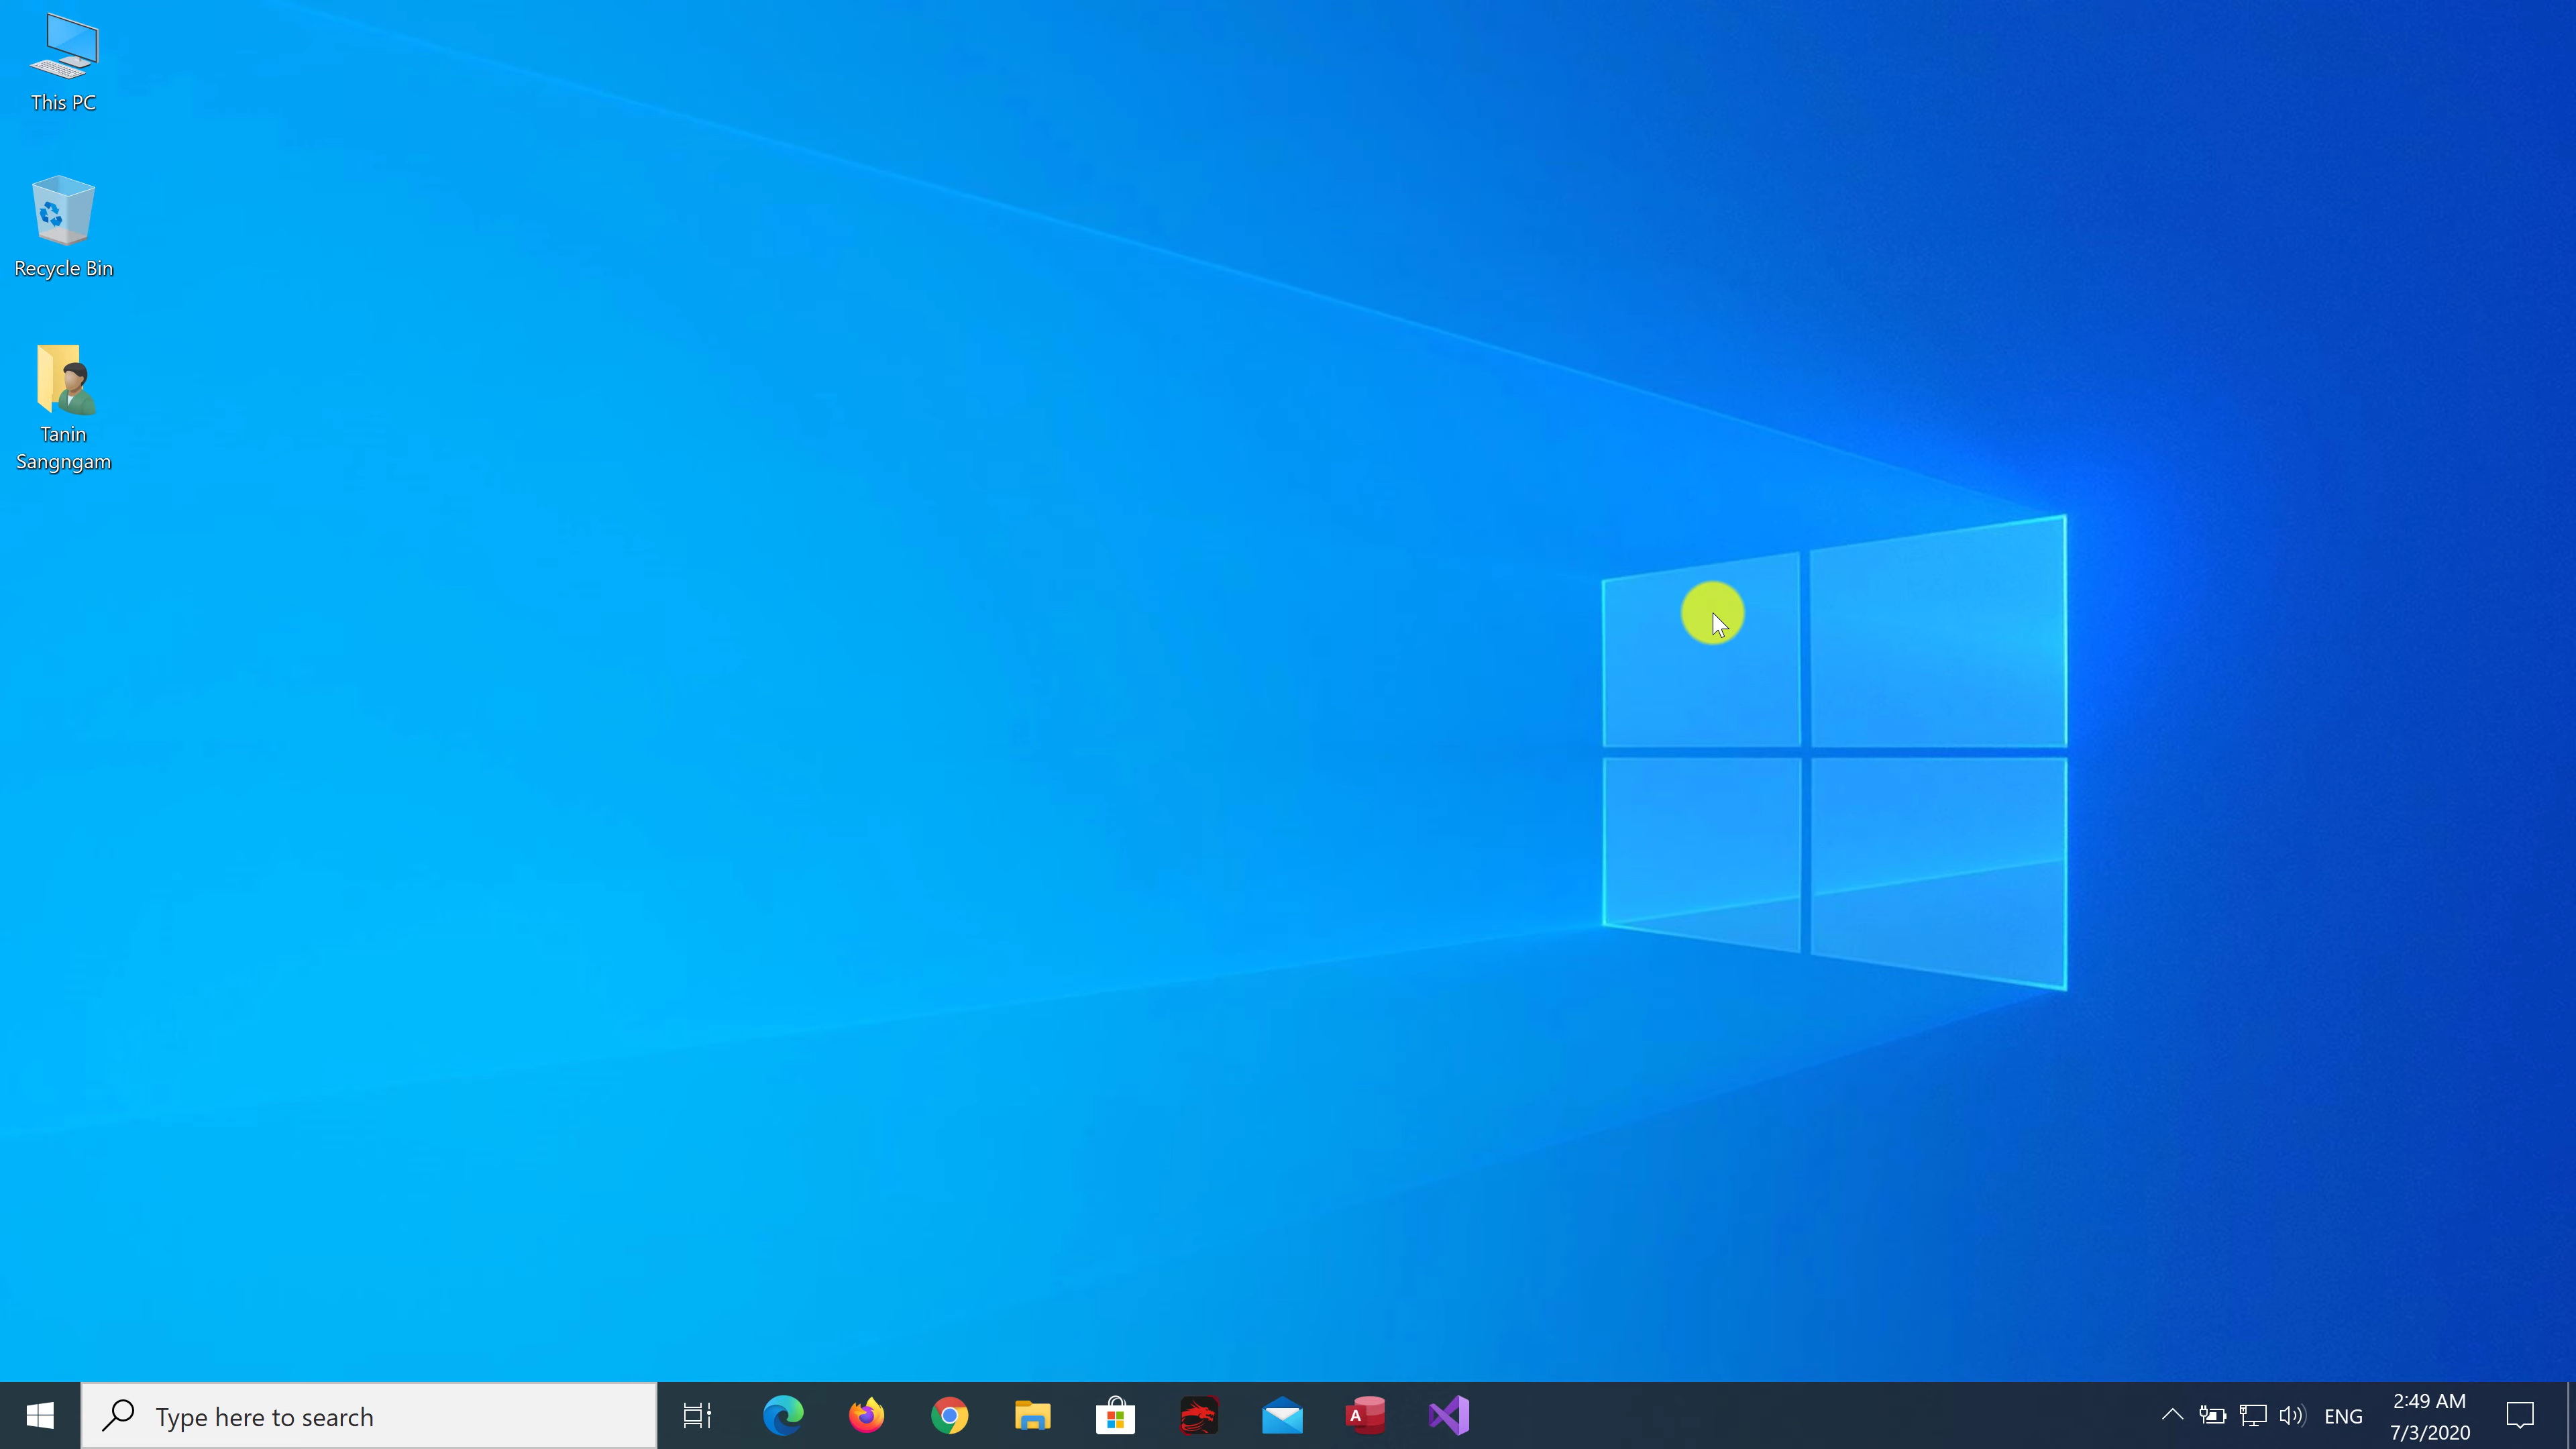 This PC
Recycle Bin
Tanin
Sangngam
Type here to search
A
ENG
2:49 AM
7/3/2020